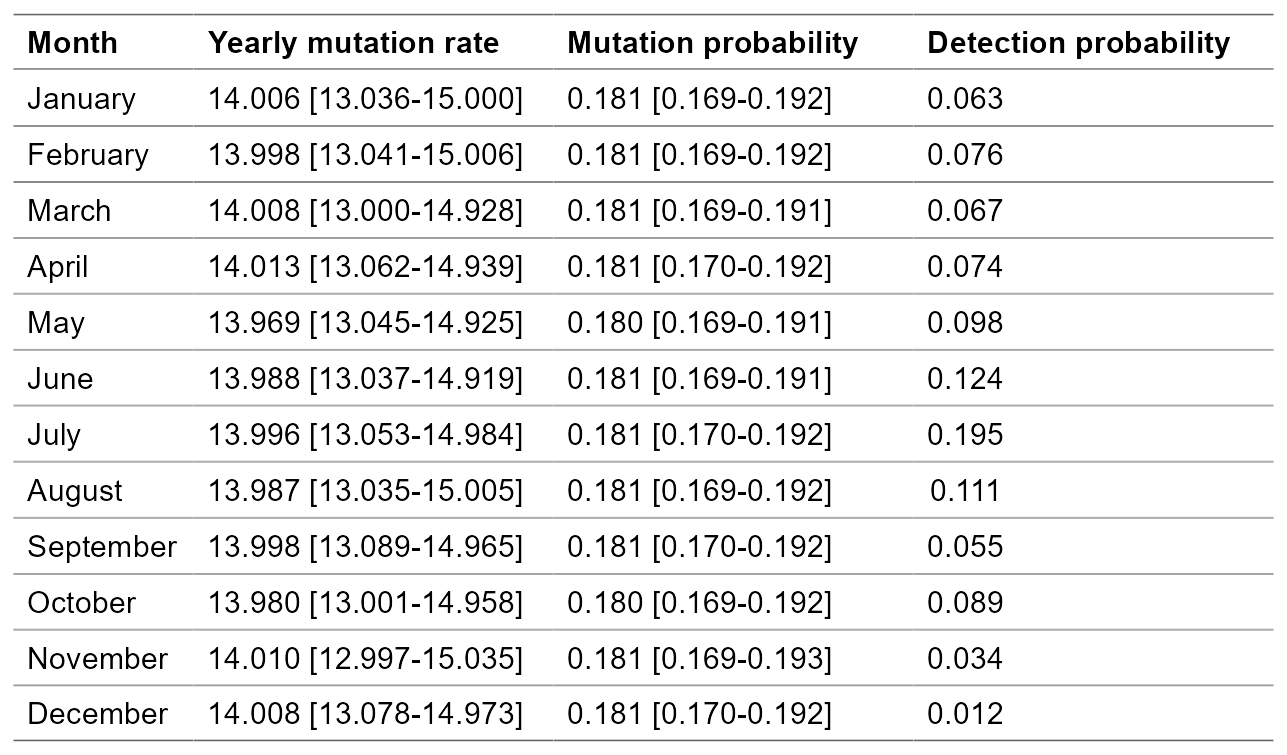 Month Yearly mutation rate Mutation probability Detection probability
January 14.006 [13.036-15.000] 0.181 [0.169-0.192] 0.063
February 13.998 [13.041-15.006] 0.181 [0.169-0.192] 0.076
March 14.008 [13.000-14.928] 0.181 [0.169-0.191] 0.067
April 14.013 [13.062-14.939] 0.181 [0.170-0.192] 0.074
May 13.969 [13.045-14.925] 0.180 [0.169-0.191] 0.098
June 13.988 [13.037-14.919] 0.181 [0.169-0.191] 0.124
July 13.996 [13.053-14.984] 0.181 [0.170-0.192] 0.195
August 13.987 [13.035-15.005] 0.181 [0.169-0.192] 0.111
September 13.998 [13.089-14.965] 0.181 [0.170-0.192] 0.055
October 13.980 [13.001-14.958] 0.180 [0.169-0.192] 0.089
November 14.010 [12.997-15.035] 0.181 [0.169-0.193] 0.034
December 14.008 [13.078-14.973] 0.181 [0.170-0.192] 0.012